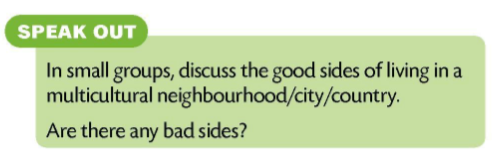 SPEAK OUT
In small groups, discuss the good sides of living in a
multicultural neighbourhood/city/country.
Are there any bad sides?